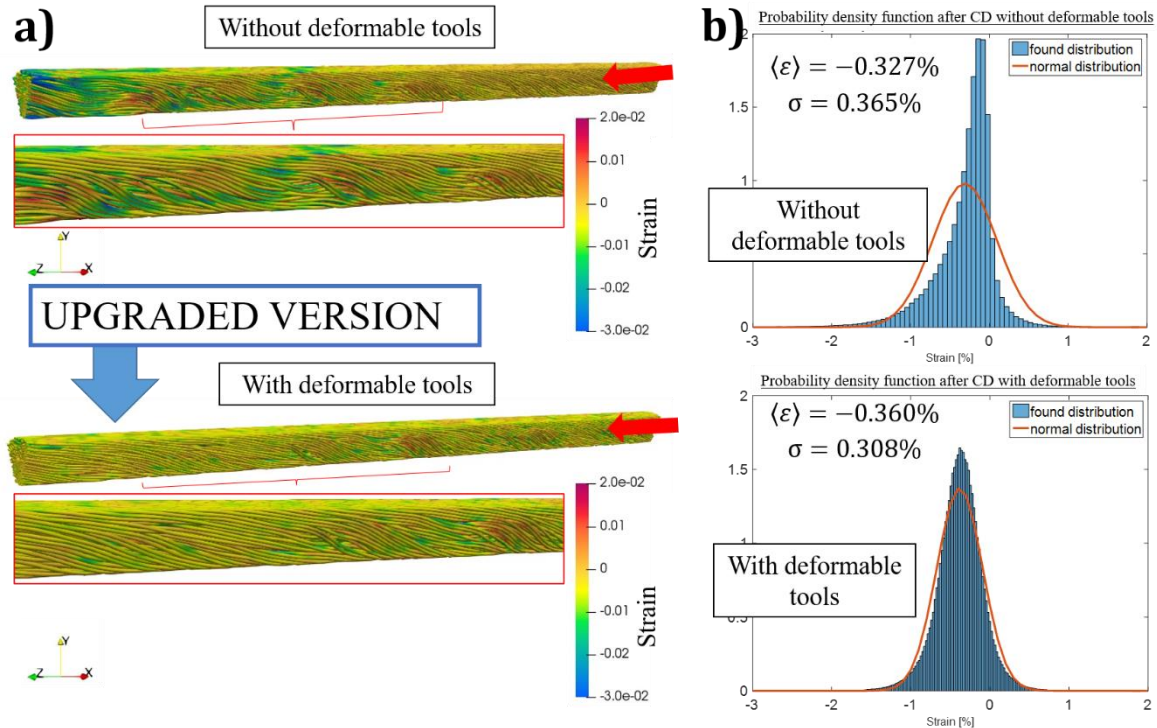 a)
Without deformable tools
2.0e-02
0.01
0
-0.01
-0.02
-3.0e-02
Strain
Y
Z
X
UPGRADED VERSION
With deformable tools
2.0e-02
0.01
0
-0.01
-0.02
-3.0e-02
Strain
Y
Z
X
b)
Probability density function after CD without deformable tools
2
1.5
1
0
⟨ε⟩ = −0.327%
σ = 0.365%
found distribution
normal distribution
Without
deformable tools
-3
-2
-1
0
1
2
Strain [%]
Probability density function after CD with deformable tools
2
1.5
1
0.5
0
⟨ε⟩ = −0.360%
σ = 0.308%
found distribution
normal distribution
With deformable
tools
-3
-2
-1
0
1
2
Strain [%]